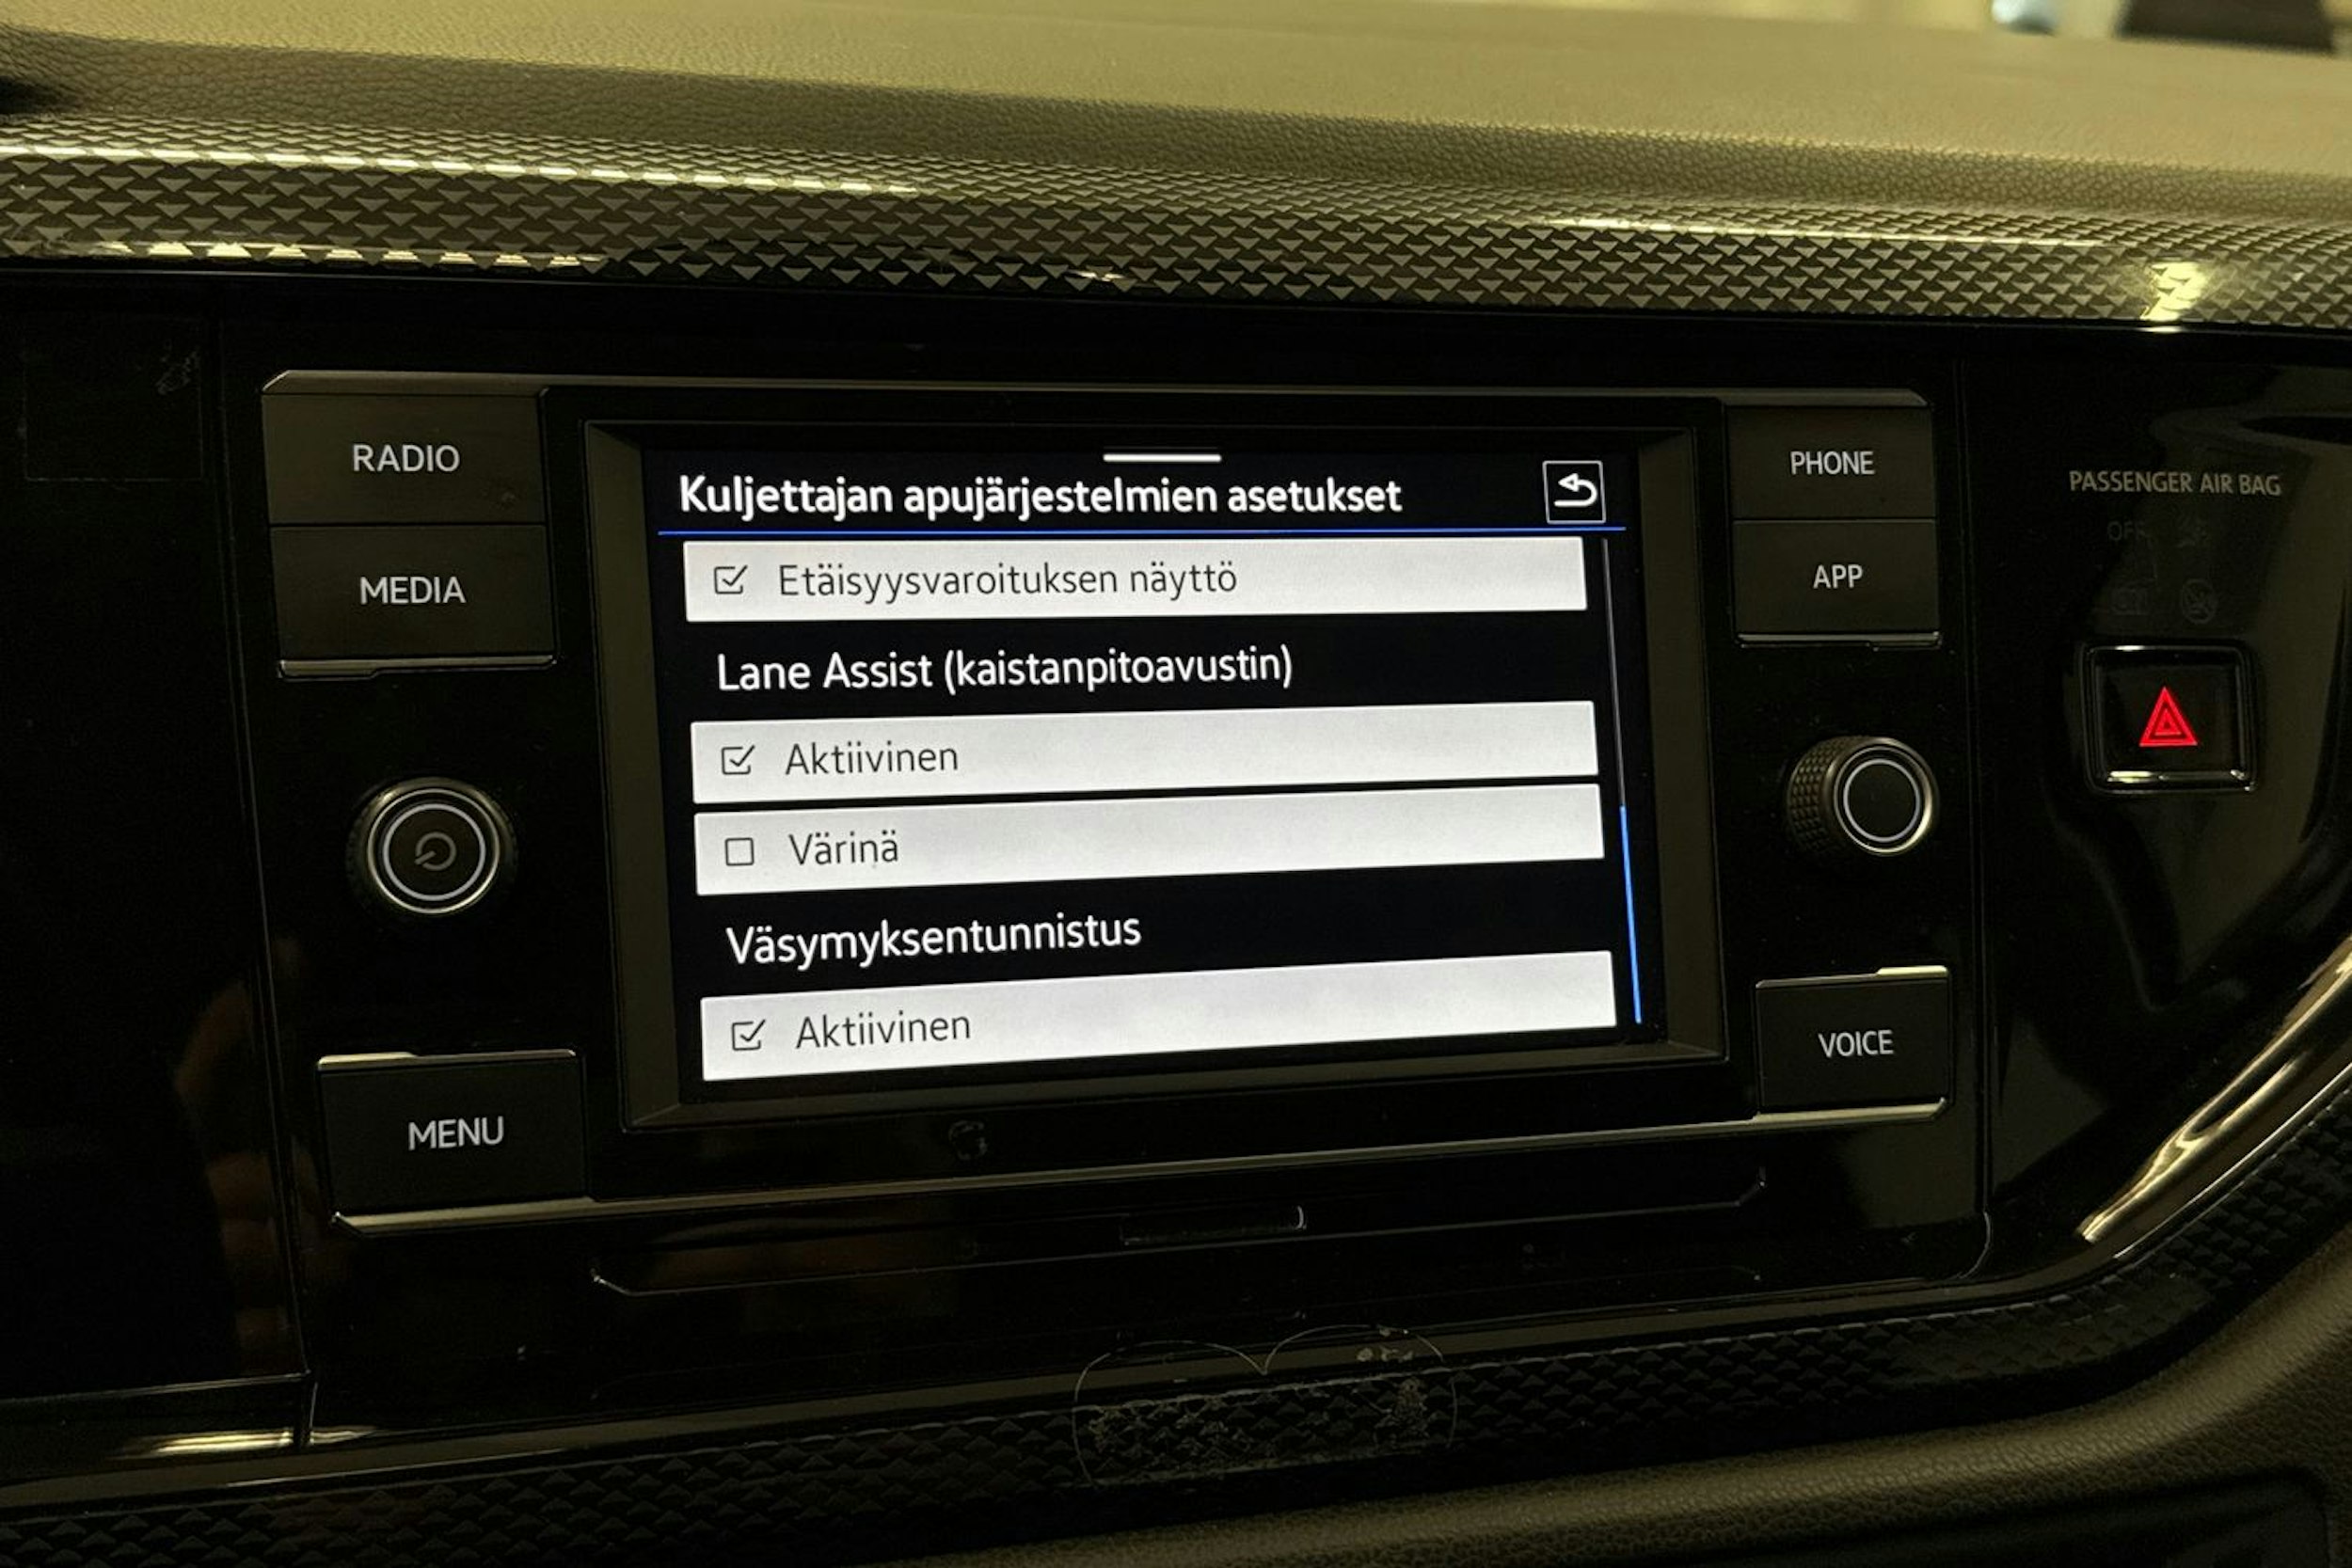 RADIO
MEDIA
MENU
Kuljettajan apujärjestelmien asetukset
Etäisyysvaroituksen näyttö
Lane Assist (kaistanpitoavustin)
Aktiivinen
Värinä
Väsymyksentunnistus
Aktiivinen
PHONE
APP
VOICE
PASSENGER AIR BAG
OFF